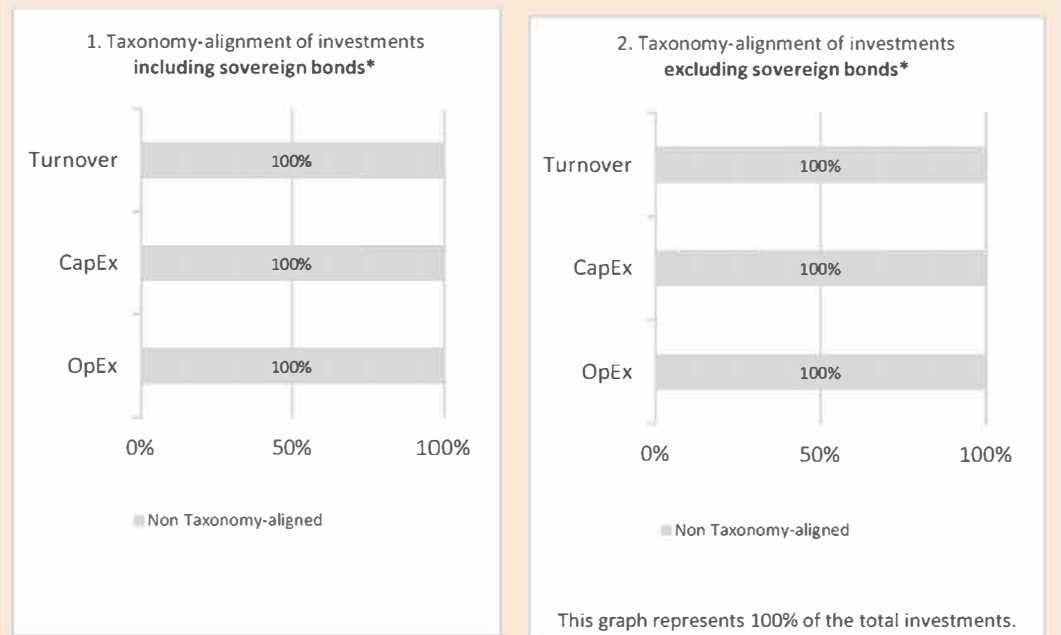 1. Taxonomy-alignment of investments
including sovereign bonds*
Turnover
100%
CapEx
100%
OpEx
100%
0% 50% 100%
Non Taxonomy-aligned
2. Taxonomy-alignment of investments
excluding sovereign bonds*
Turnover
100%
CapEx
100%
OpEx
100%
0% 50% 100%
Non Taxonomy-aligned
This graph represents 100% of the total investments.